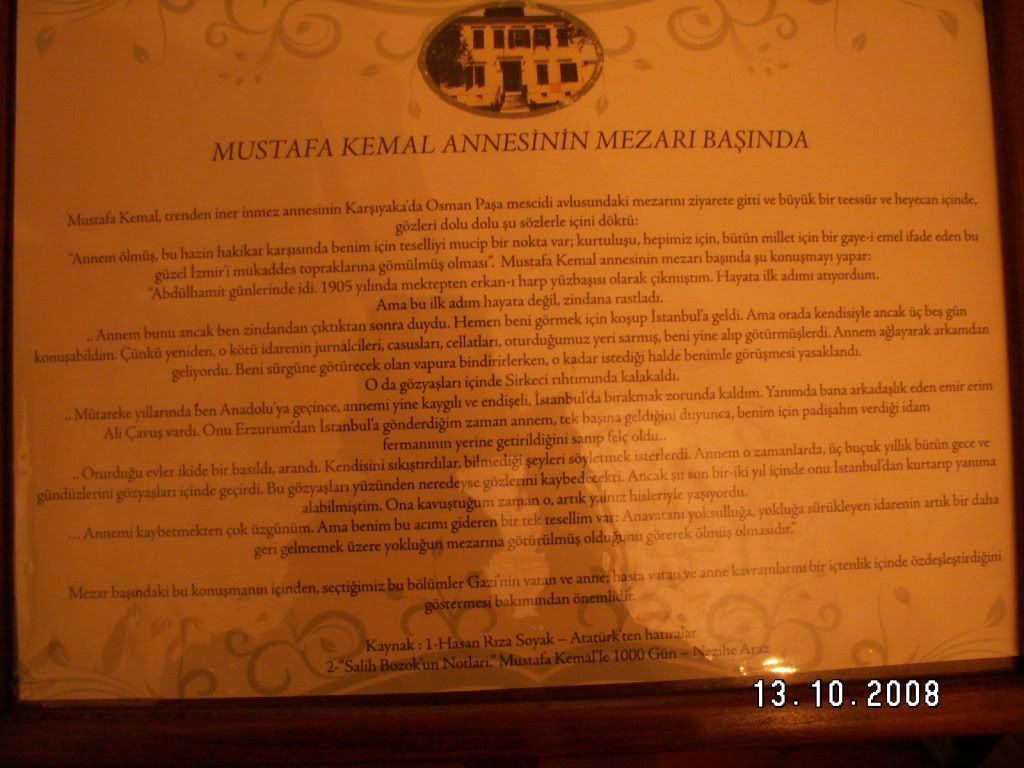 MUSTAFA KEMAL ANNESİNİN MEZARI BAŞINDA
Mustafa Kemal, trenden iner inmez annesinin Karşıyaka'da Osman Paşa mescidi avlusundaki mezarını ziyarete gitti ve büyük bir teessür ve heyecan içinde,
gözleri dolu dolu şu sözlerle içini döktü:
"Annem ölmüş, bu hazin hakikat karşısında benim için teselliyi mucip bir nokta var; kurtuluşu, hepimiz için, bütün millet için bir gaye-i emel ifade eden bu
güzel İzmir'i mukaddes topraklarına gömülmüş olması". Mustafa Kemal annesinin mezarı başında şu konuşmayı yapar:
"Abdülhamit günlerinde idi. 1905 yılında mektepten erkan-ı harp yüzbaşısı olarak çıkmıştım. Hayata ilk adımı atıyordum.
Ama bu ilk adım hayata değil, zindana rastladı.
.. Annem bunu ancak ben zindandan çıktıktan sonra duydu. Hemen beni görmek için koşup İstanbul'a geldi. Ama orada kendisiyle ancak üç beş gün
konuşabildim. Çünkü yeniden, o kötü idarenin jurnalcileri, casusları, cellatları, oturduğumuz yeri sarmış, beni yine alıp götürmüşlerdi. Annem ağlayarak arkamdan
geliyordu. Beni sürgüne götürecek olan vapura bindirirlerken, o kadar istediği halde benimle görüşmesi yasaklandı.
O da gözyaşları içinde Sirkeci rıhtımında kalakaldı.
.. Mütareke yıllarında ben Anadolu'ya geçince, annemi yine kaygılı ve endişeli, İstanbul'da bırakmak zorunda kaldım. Yanımda bana arkadaşlık eden emir erim
Ali Çavuş vardı. Onu Erzurum'dan İstanbul'a gönderdiğim zaman annem, tek başına geldiğini duyunca, benim için padişahın verdiği idam
fermanının yerine getirildiğini sanıp felç oldu..
.. Oturduğu evler ikide bir basıldı, arandı. Kendisini sıkıştırdılar, bilmediği şeyleri söyletmek isterlerdi. Annem o zamanlarda, üç buçuk yıllık bütün gece ve
gündüzlerini gözyaşları içinde geçirdi. Bu gözyaşları yüzünden neredeyse gözlerini kaybedecekti. Ancak şu son bir-iki yıl içinde onu İstanbul'dan kurtarıp yanıma
alabilmiştim. Ona kavuştuğum zaman o, artık yalnız hisleriyle yaşıyordu.
... Annemi kaybetmekten çok üzgünüm. Ama benim bu acımı gideren bir tek tesellim var: Anavatanı yoksulluğa, yokluğa sürükleyen idarenin artık bir daha
geri gelmemek üzere yokluğun mezarına götürülmüş olduğunu görerek ölmüş olmasıdır."
Mezar başındaki bu konuşmanın içinden, seçtiğimiz bu bölümler Gazi'nin vatan ve anne; hasta vatan ve anne kavramlarını bir içtenlik içinde özdeşleştirdiğini
göstermesi bakımından önemlidir.
Kaynak : 1-Hasan Rıza Soyak – Atatürk'ten hatıralar
2-"Salih Bozok'un Notları." Mustafa Kemal'le 1000 Gün – Nezihe Araz
13.10.2008